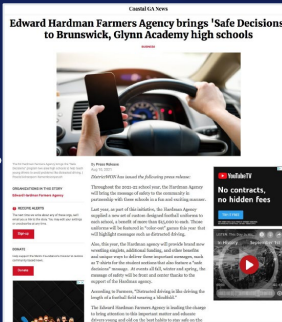 Coastal GA News
Edward Hardman Farmers Agency brings 'Safe Decisions'
to Brunswick, Glynn Academy high schools
BUSINESS
By Press Release
Aug 23, 2021
DistrictWON has issued the following press release:
Throughout the 2021-22 school year, the Hardman Agency
will bring the message of safety to the community in
partnership with three schools in a fun and exciting manner.
Last year, as part of this initiative, the Hardman Agency
supplied a new set of custom designed football uniforms to
each school, a benefit of more than $15,000 to each. These
uniforms will be featured in "color-out" games this year that
will highlight messages such as distracted driving.
Also, this year, the Hardman agency will provide brand new
wrestling singlets, additional funding, and other benefits
and unique ways to deliver these important messages, such
as T-shirts for the student sections that also feature a "safe
decisions" message. At events all fall, winter and spring, the
message of safety will be front and center thanks to the
support of the Hardman agency.
According to Farmers, "Distracted driving is like driving the
length of a football field wearing a blindfold."
The Edward Hardman Farmers Agency is leading the charge
to bring attention to this important matter and educate
drivers young and old on the best habits to stay safe on the
ORGANIZATIONS IN THIS STORY
Edward Hardman Farmers Agency
RECEIVE ALERTS
Sign Up
DONATE
Donate
YouTubeTV
No contracts,
no hidden fees